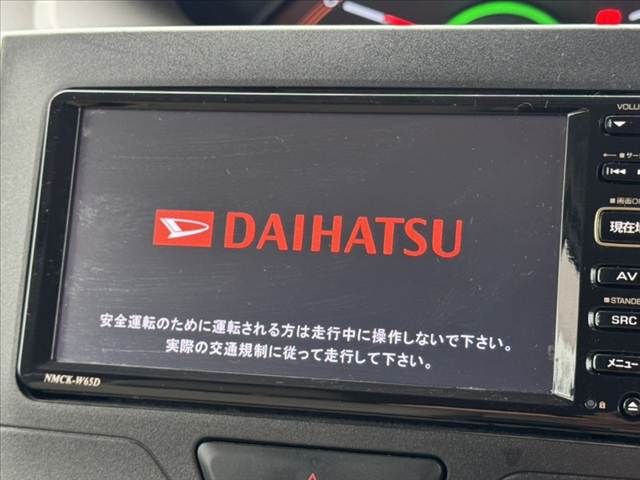 VOLU
現在地
DAIHATSU
AV
STANDB
SRC
安全運転のために運転される方は走行中に操作しないで下さい。
実際の交通規制に従って走行して下さい。
メニュー
NMCK-W65D